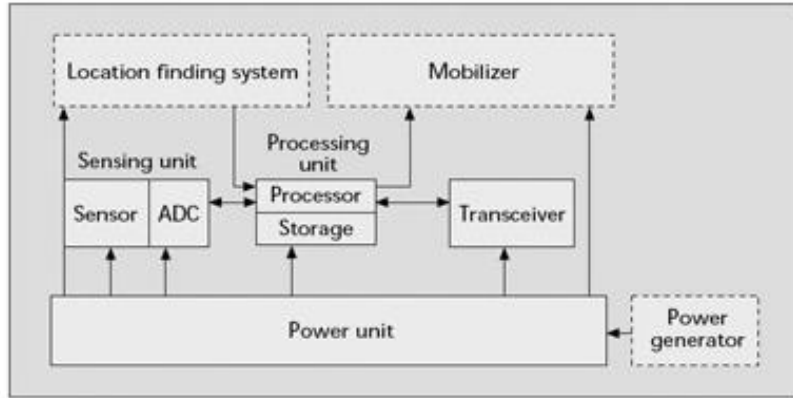 Location finding system
Mobilizer
Sensing unit
Processing
unit
Sensor
ADC
Processor
Storage
Transceiver
Power unit
Power
generator